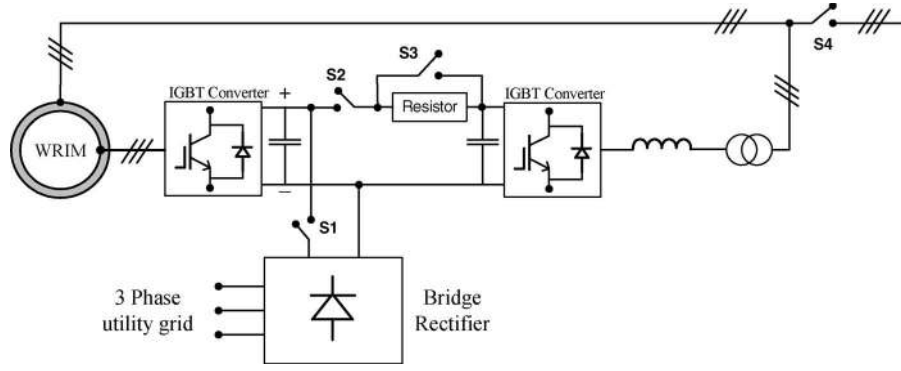 S4
S3
S2
IGBT Converter
+
Resistor
IGBT Converter
WRIM
−
S1
3 Phase
utility grid
Bridge
Rectifier